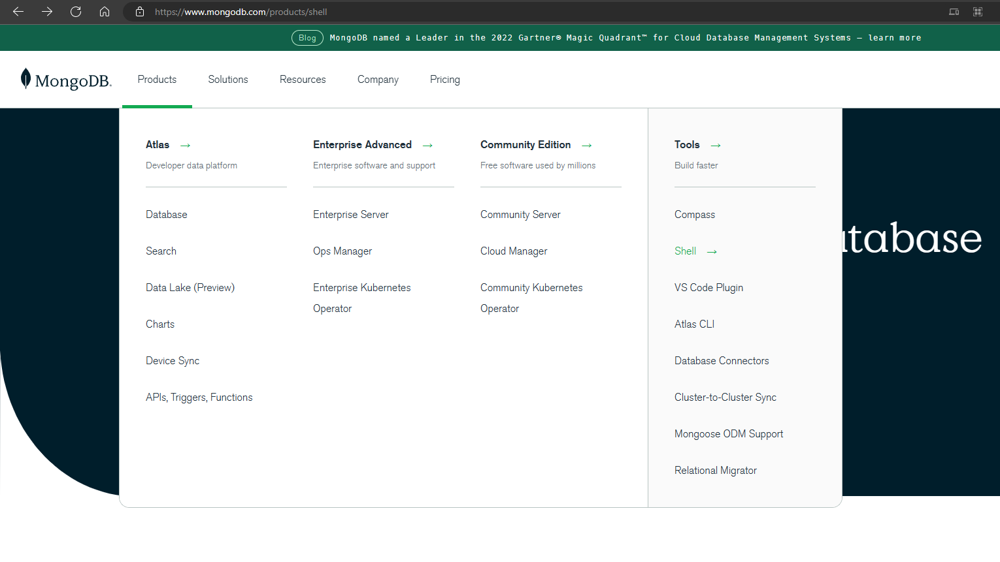 https://www.mongodb.com/products/shell
Blog MongoDB named a Leader in the 2022 Gartner® Magic Quadrant™ for Cloud Database Management Systems — learn more
MongoDB. Products Solutions Resources Company Pricing
Atlas →
Developer data platform
Database
Search
Data Lake (Preview)
Charts
Device Sync
APIs, Triggers, Functions
Enterprise Advanced →
Enterprise software and support
Enterprise Server
Ops Manager
Enterprise Kubernetes
Operator
Community Edition →
Free software used by millions
Community Server
Cloud Manager
Community Kubernetes
Operator
Tools →
Build faster
Compass
Shell →
VS Code Plugin
Atlas CLI
Database Connectors
Cluster-to-Cluster Sync
Mongoose ODM Support
Relational Migrator